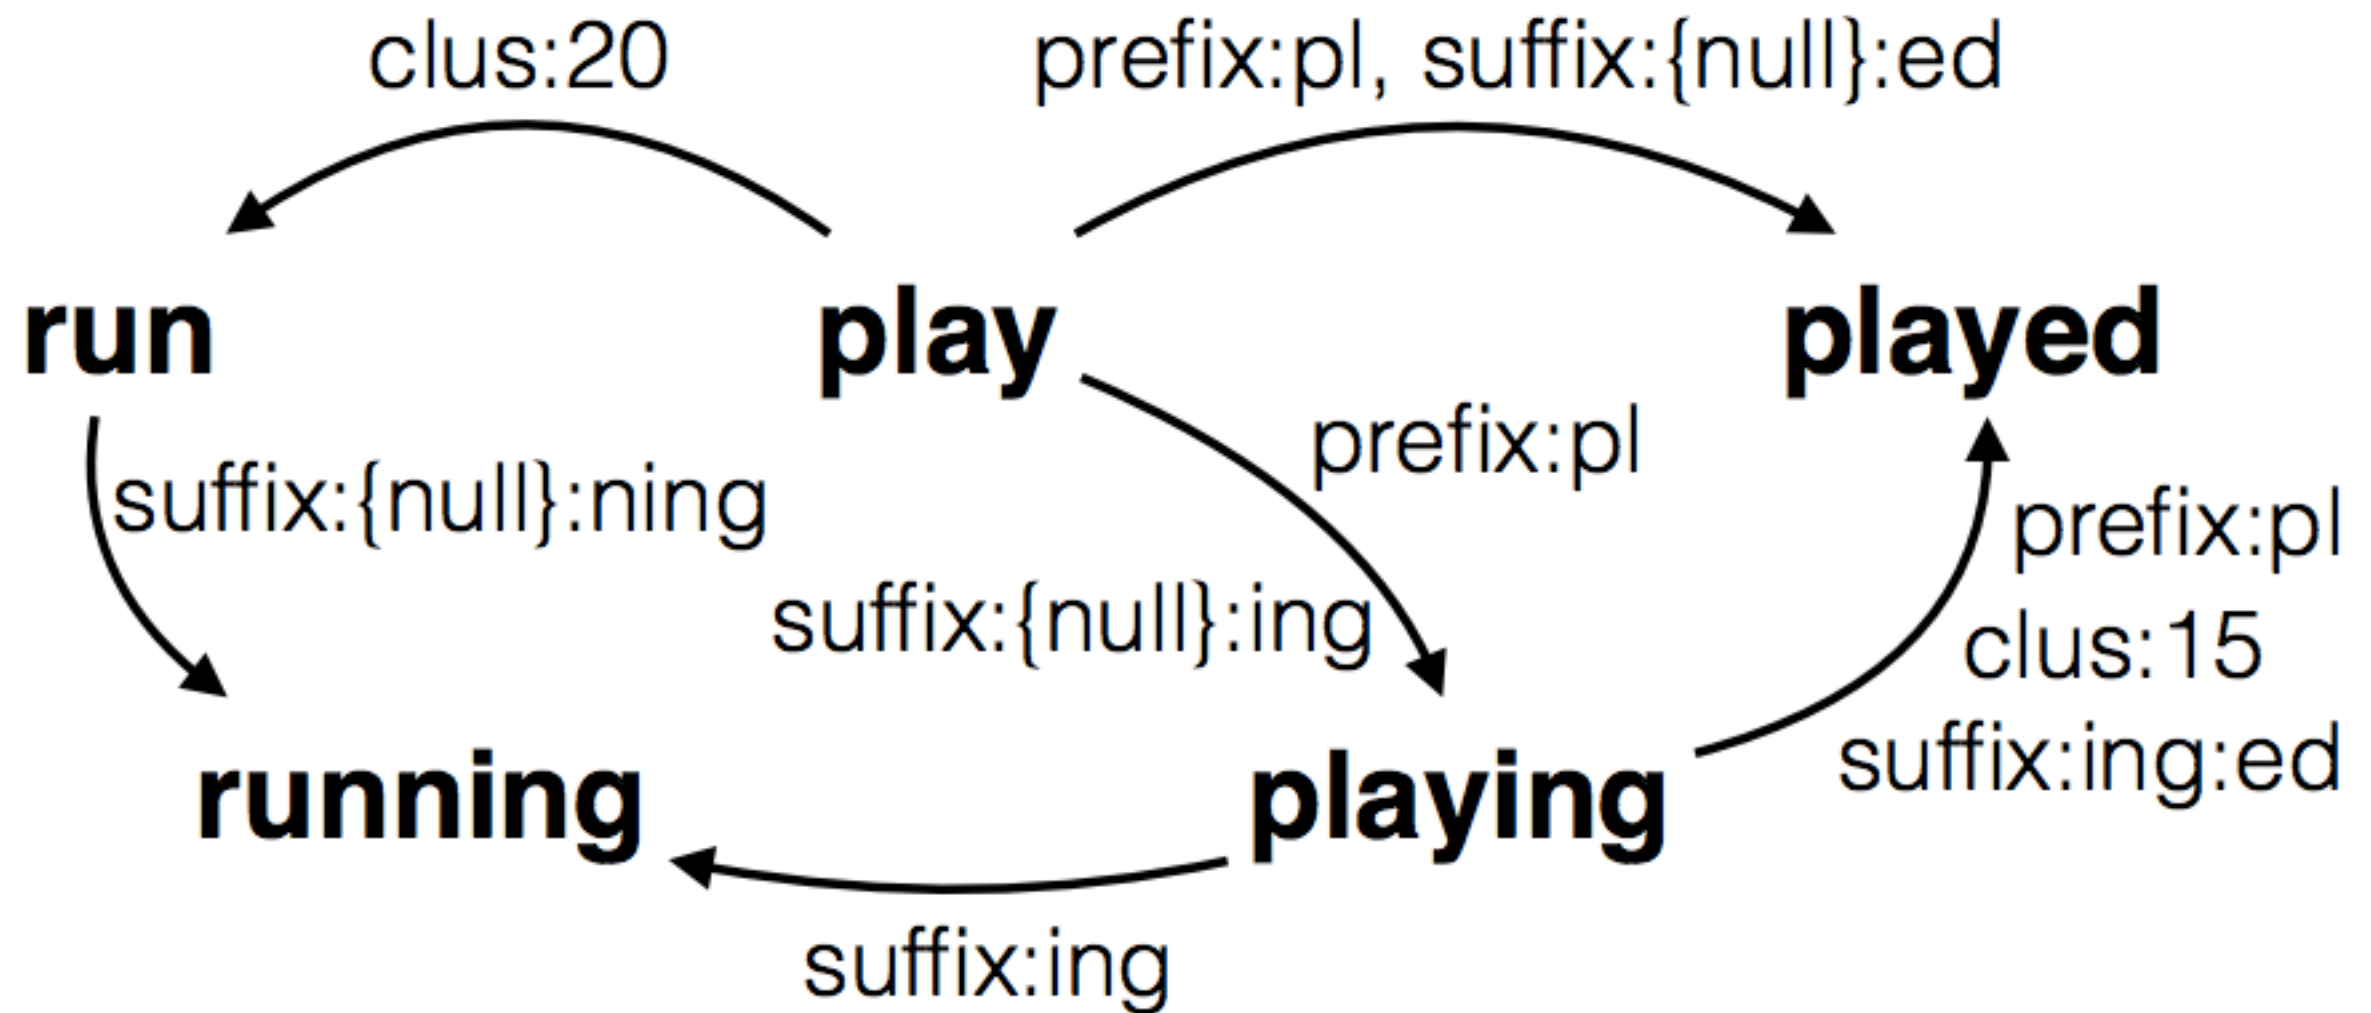 clus:20
prefix:pl, suffix:{null}:ed
run
play
played
prefix:pl
suffix:{null}:ning
prefix:pl
suffix:{null}:ing
clus:15
suffix:ing:ed
running
playing
suffix:ing